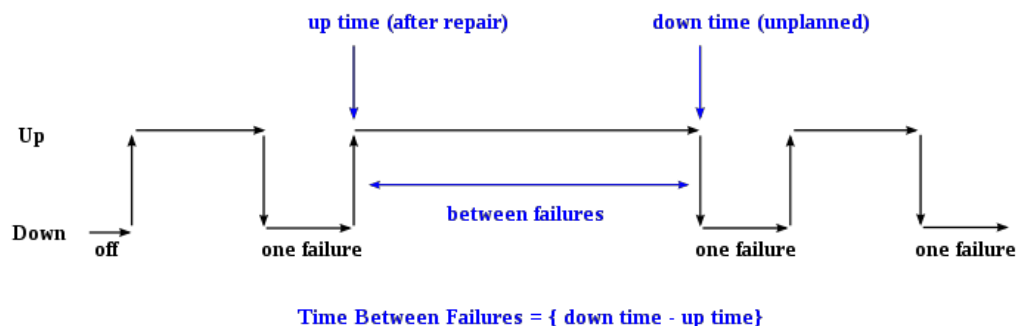 up time (after repair)
down time (unplanned)
Up
between failures
Down
off
one failure
one failure
one failure
Time Between Failures = { down time - up time}